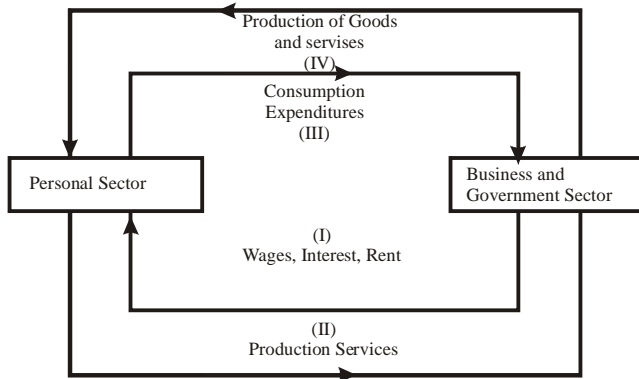 Production of Goods
and servises
(IV)
Consumption
Expenditures
(III)
Personal Sector
Business and
Government Sector
(I)
Wages, Interest, Rent
(II)
Production Services